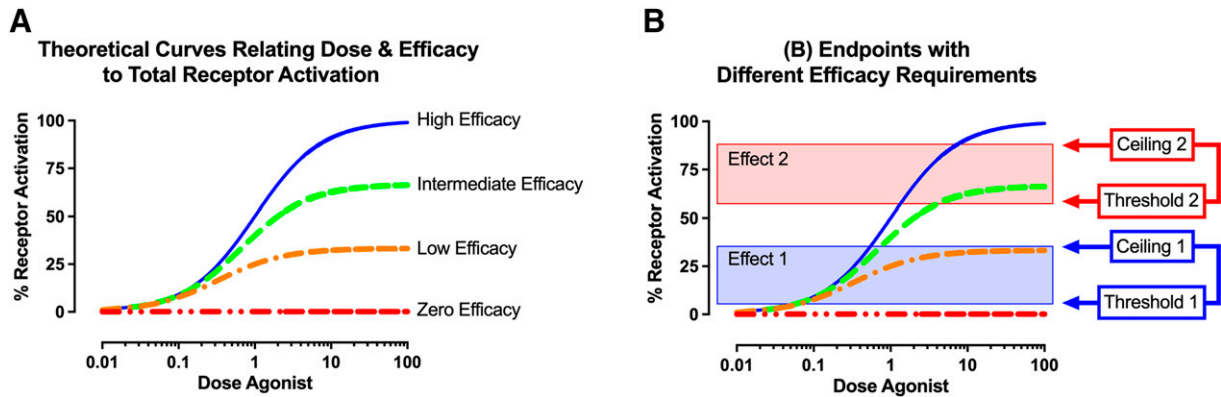 A
Theoretical Curves Relating Dose & Efficacy
to Total Receptor Activation
% Receptor Activation
100
75
50
25
0
High Efficacy
Intermediate Efficacy
Low Efficacy
Zero Efficacy
0.01
0.1
1
10
100
Dose Agonist
B
(B) Endpoints with
Different Efficacy Requirements
% Receptor Activation
100
75
50
25
0
Effect 2
Effect 1
Ceiling 2
Threshold 2
Ceiling 1
Threshold 1
0.01
0.1
1
10
100
Dose Agonist